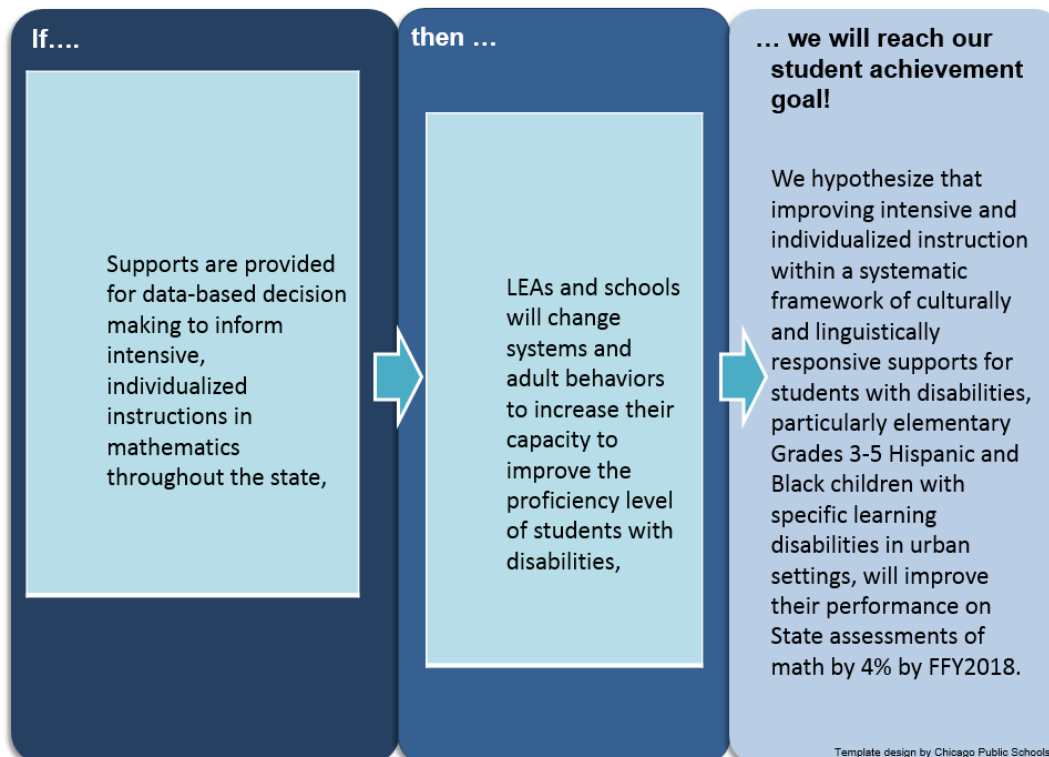 If….
Supports are provided
for data-based decision
making to inform
intensive,
individualized
instructions in
mathematics
throughout the state,
then …
LEAs and schools
will change
systems and
adult behaviors
to increase their
capacity to
improve the
proficiency level
of students with
disabilities,
… we will reach our
student achievement
goal!
We hypothesize that
improving intensive and
individualized instruction
within a systematic
framework of culturally
and linguistically
responsive supports for
students with disabilities,
particularly elementary
Grades 3-5 Hispanic and
Black children with
specific learning
disabilities in urban
settings, will improve
their performance on
State assessments of
math by 4% by FFY2018.
Template design by Chicago Public Schools